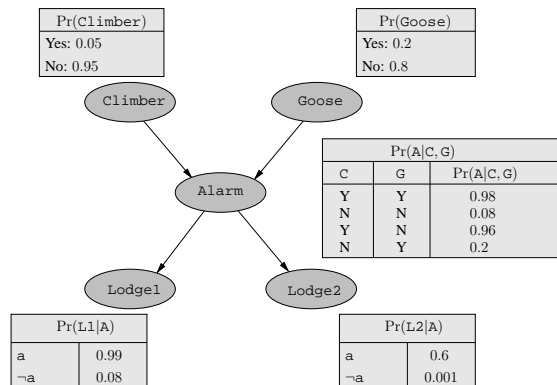 Pr(Climber)
Yes: 0.05
No: 0.95
Pr(Goose)
Yes: 0.2
No: 0.8
Climber
Goose
Alarm
Pr(A|C, G)
C G Pr(A|C, G)
Y Y 0.98
N N 0.08
Y N 0.96
N Y 0.2
Lodge1
Lodge2
Pr(L1|A)
a 0.99
¬a 0.08
Pr(L2|A)
a 0.6
¬a 0.001